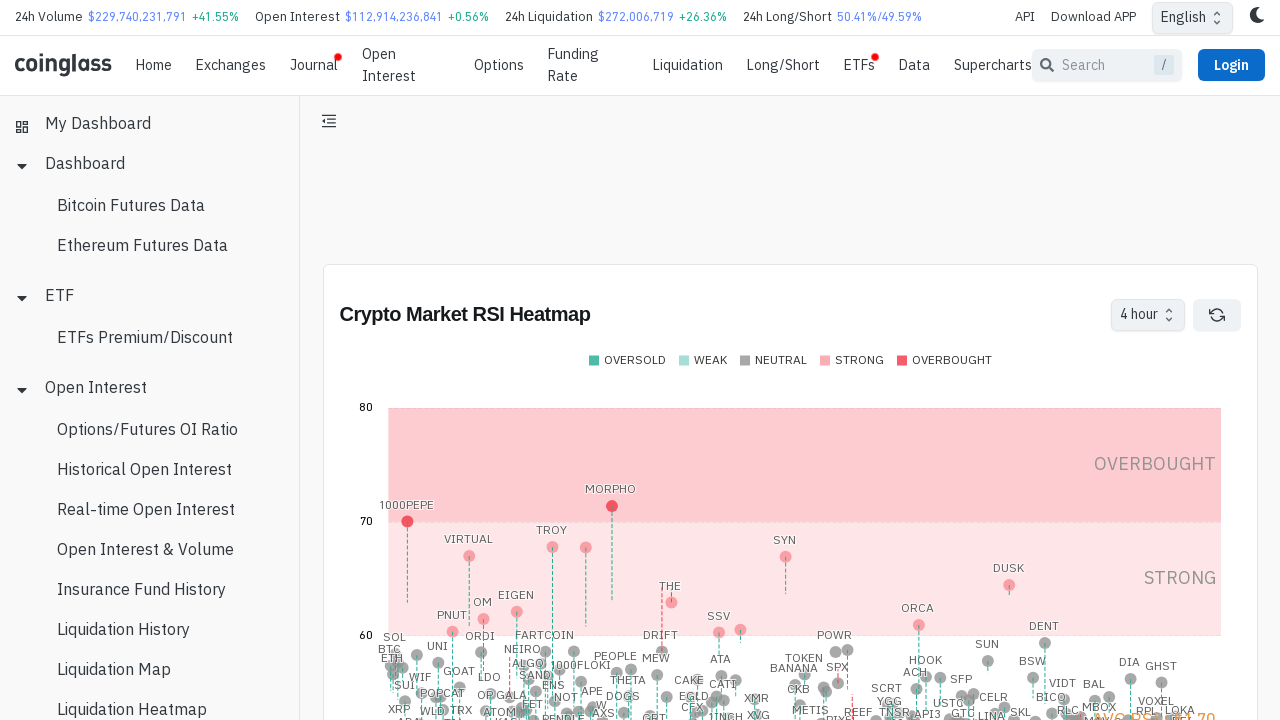 24h Volume $229,740,231,791 +41.55% Open Interest $112,914,236,841 +0.56% 24h Liquidation $272,006,719 +26.36% 24h Long/Short 50.41%/49.59% API Download APP English
coinglass Home Exchanges Journal Open Interest Options Funding Rate Liquidation Long/Short ETFs Data Supercharts Search / Login
My Dashboard
Dashboard
Bitcoin Futures Data
Ethereum Futures Data
ETF
ETFs Premium/Discount
Open Interest
Options/Futures OI Ratio
Historical Open Interest
Real-time Open Interest
Open Interest & Volume
Insurance Fund History
Liquidation History
Liquidation Map
Liquidation Heatmap
Crypto Market RSI Heatmap 4 hour
OVERSOLD WEAK NEUTRAL STRONG OVERBOUGHT
80
OVERBOUGHT
MORPHO
1000PEPE
70
TROY
VIRTUAL SYN
DUSK
STRONG
THE
EIGEN
OM
ORCA
PNUT SSV
DENT
60
SOL ORDI FARTCOIN DRIFT POWR
UNI SUN
BTC NEIRO
ETH PEOPLE MEW ATA TOKEN HOOK BSW DIA GHST
ALGO 1000FLOKI BANANA SPX ACH
GOAT
WIF LDO SAND THETA CAKE SFP
SUI ENS CATI CKB SCRT VIDT BAL
POPCAT OP GALA NOT APE DOGS EGLD XMR CELR BICO
XRP WLD TRX FET W CFX METIS YGG USTC MBOX VOXEL
ATOM AXS 1INCH XVG REEF API3 GTC LINA SKL RLC RPL LOKA